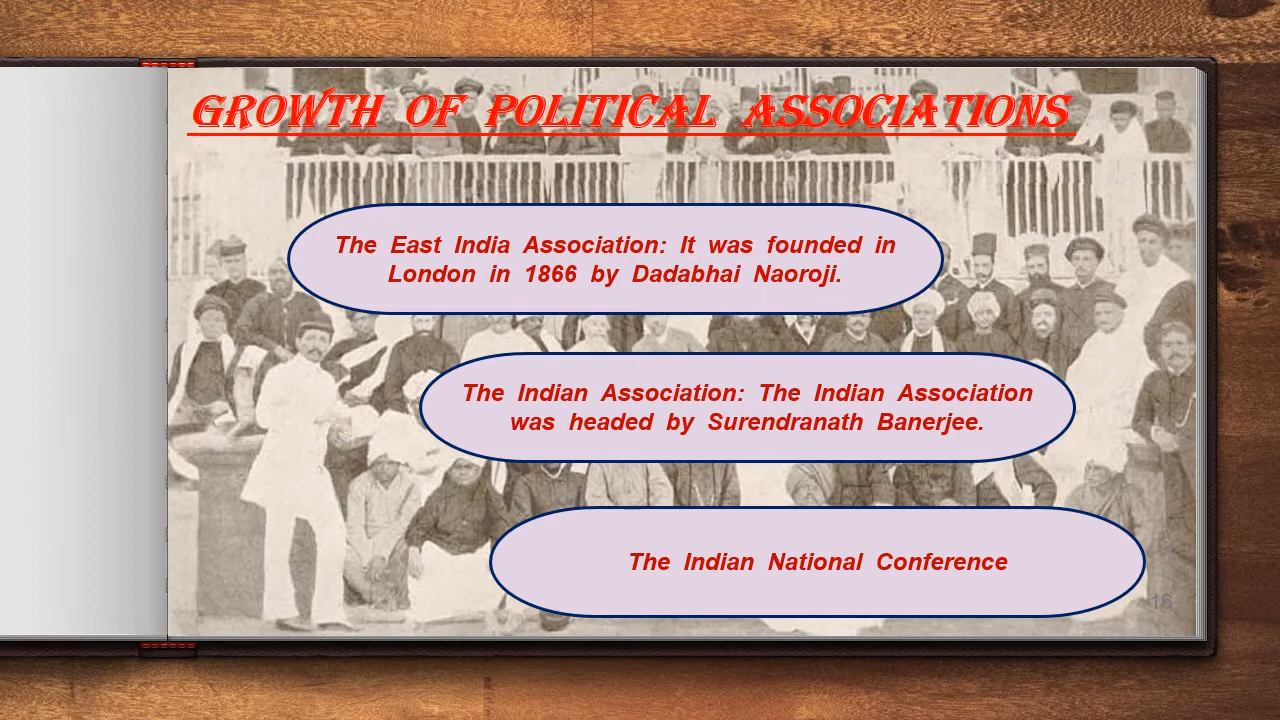 GROWTH OF POLITICAL ASSOCIATIONS
The East India Association: It was founded in
London in 1866 by Dadabhai Naoroji.
The Indian Association: The Indian Association
was headed by Surendranath Banerjee.
The Indian National Conference
16